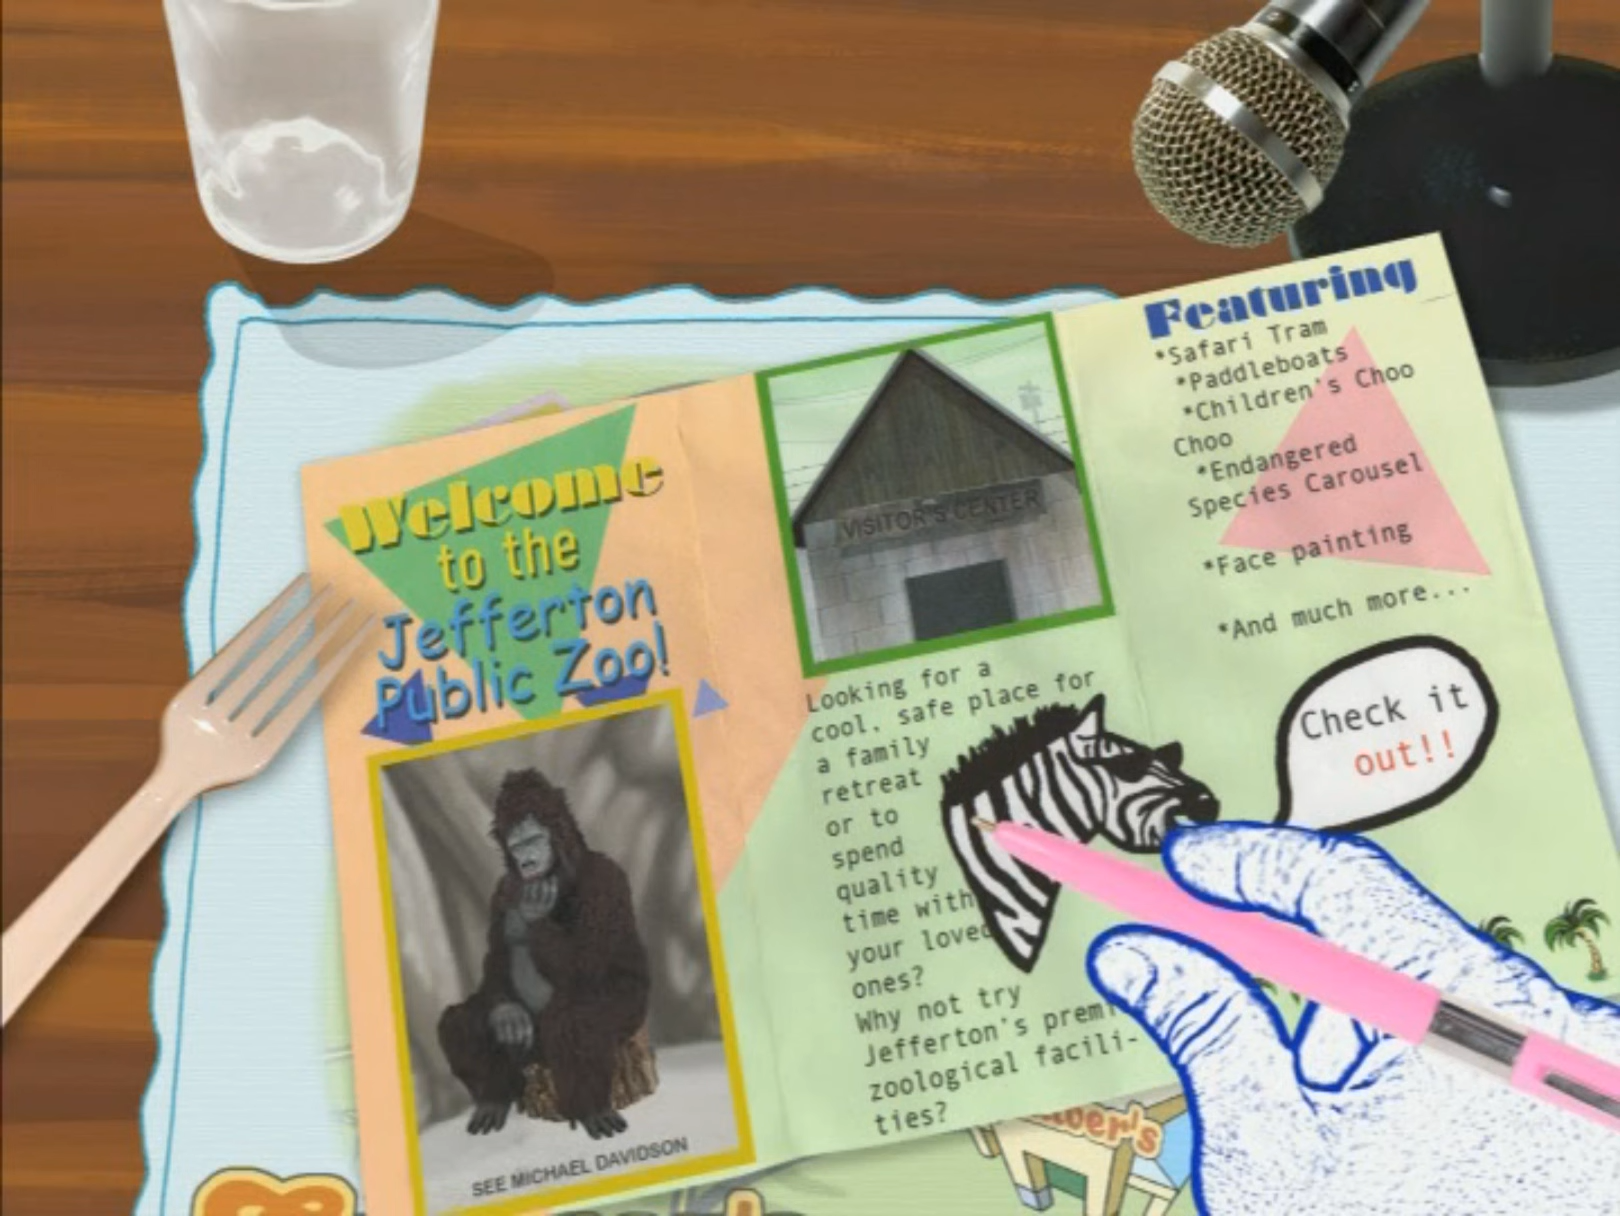 Welcome
to the
Jefferton
Public Zoo!
SEE MICHAEL DAVIDSON
VISITOR'S CENTER
Looking for a
cool. safe place for
a family
retreat
or to
spend
quality
time with
your loved
ones?
Why not try
Jefferton's premi
zoological facili-
ties?
Featuring
*Safari Tram
*Paddleboats
*Children's Choo
Choo
*Endangered
Species Carousel
*Face painting
*And much more...
Check it
out!!